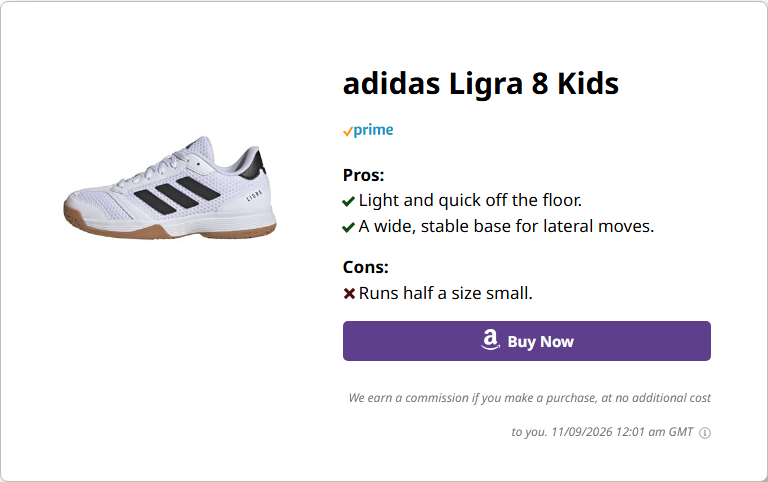 adidas Ligra 8 Kids
prime
Pros:
Light and quick off the floor.
A wide, stable base for lateral moves.
Cons:
Runs half a size small.
Buy Now
We earn a commission if you make a purchase, at no additional cost
to you. 11/09/2026 12:01 am GMT
LIGRA